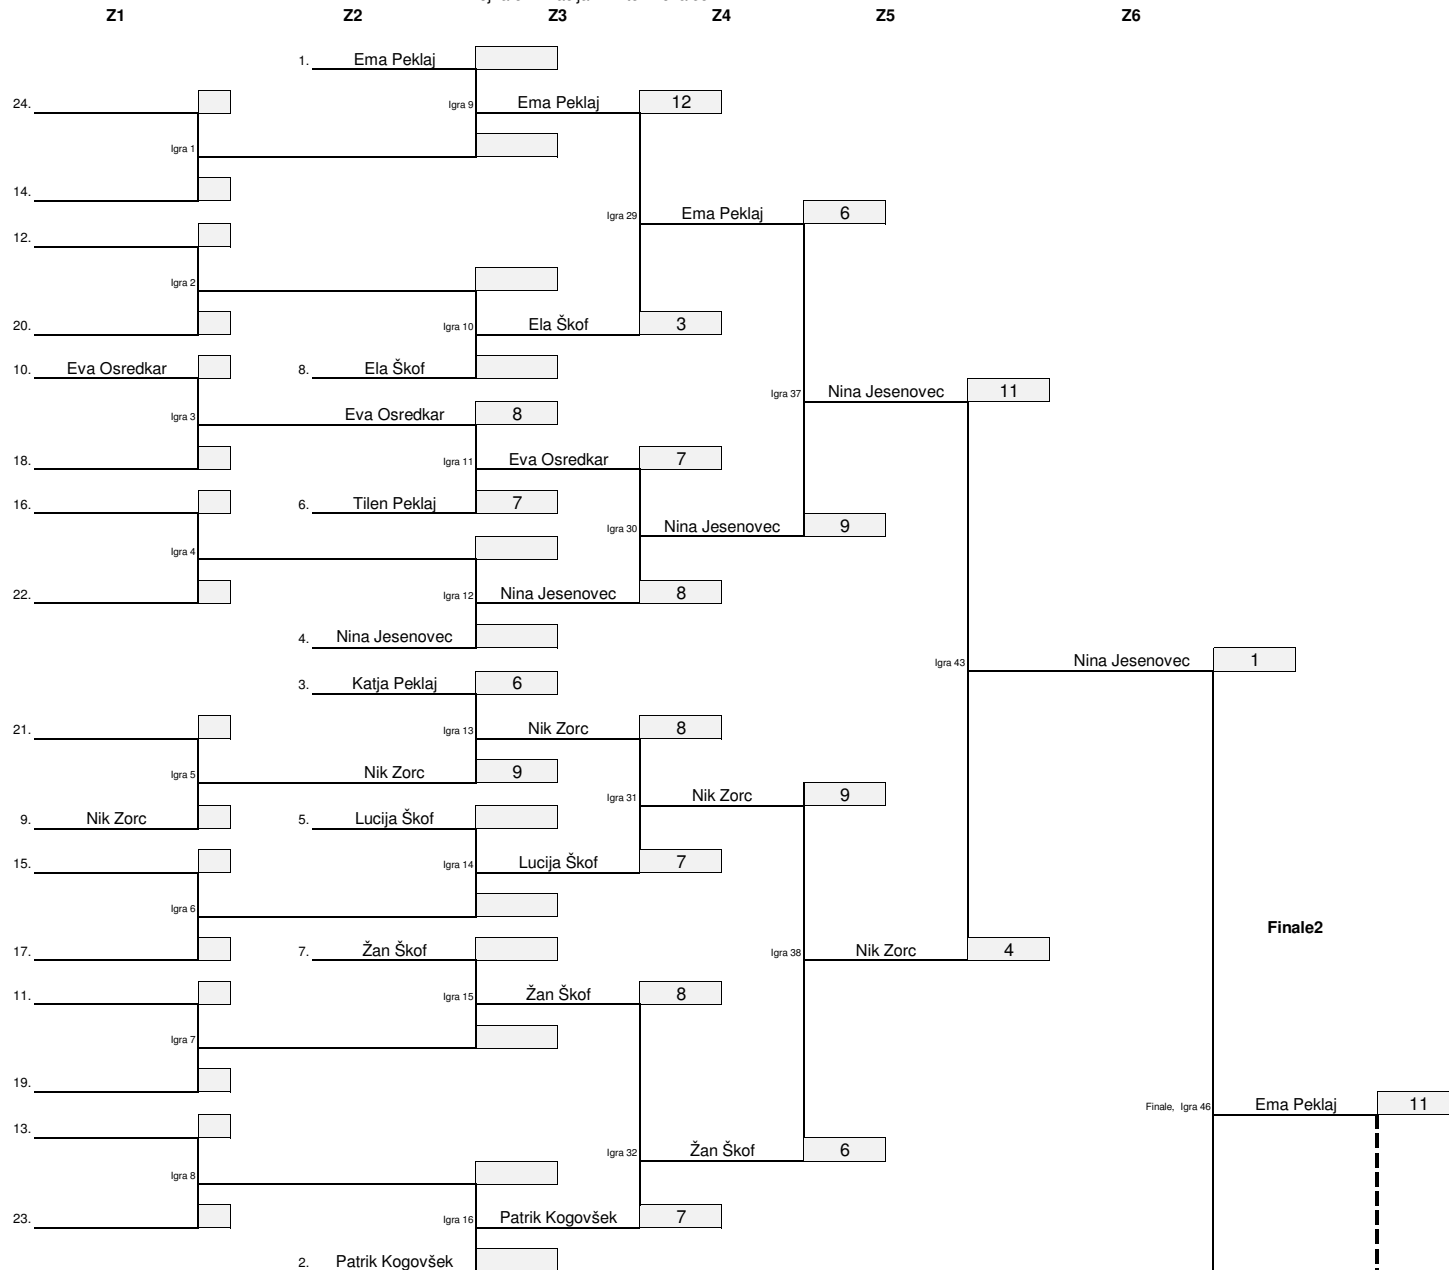 Z1 Z2 Z3 Z4 Z5 Z6
1. Ema Peklaj
24. Igra 9 Ema Peklaj 12
Igra 1
14.
Igra 29 Ema Peklaj 6
12.
Igra 2
20. Igra 10 Ela Škof 3
10. Eva Osredkar 8. Ela Škof
Igra 37 Nina Jesenovec 11
Igra 3 Eva Osredkar 8
18. Igra 11 Eva Osredkar 7
16. 6. Tilen Peklaj 7
Igra 30 Nina Jesenovec 9
Igra 4
22. Igra 12 Nina Jesenovec 8
4. Nina Jesenovec
Igra 43 Nina Jesenovec 1
3. Katja Peklaj 6
21. Igra 13 Nik Zorc 8
Igra 5 Nik Zorc 9
Igra 31 Nik Zorc 9
9. Nik Zorc 5. Lucija Škof
15. Igra 14 Lucija Škof 7
Igra 6
Finale2
17. 7. Žan Škof Igra 38 Nik Zorc 4
11. Igra 15 Žan Škof 8
Igra 7
19.
Finale, Igra 46 Ema Peklaj 11
13.
Igra 32 Žan Škof 6
Igra 8
23. Igra 16 Patrik Kogovšek 7
2. Patrik Kogovšek